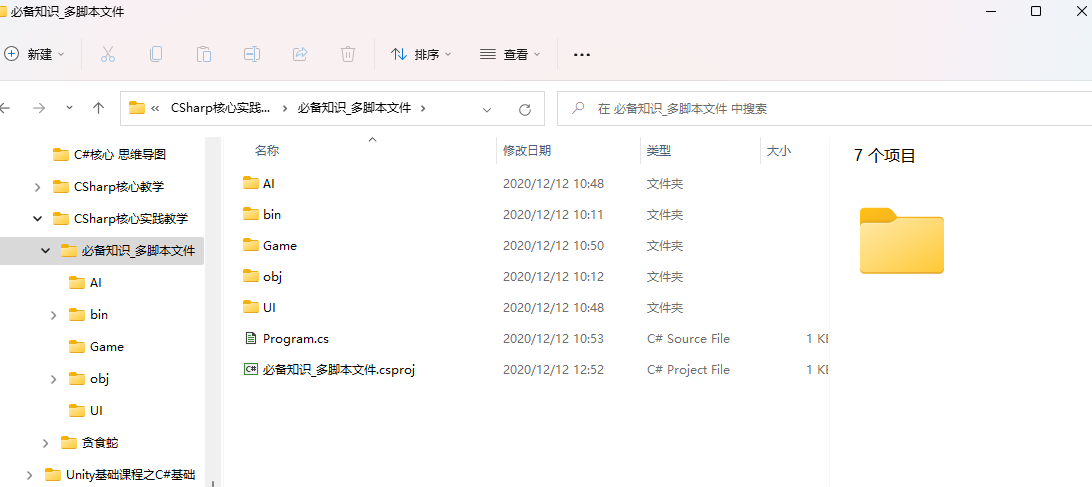 必备知识_多脚本文件
新建 排序 查看 ...
« CSharp核心实践... > 必备知识_多脚本文件 > 在 必备知识_多脚本文件 中搜索
C#核心 思维导图
CSharp核心教学
CSharp核心实践教学
必备知识_多脚本文件
AI
bin
Game
obj
UI
贪食蛇
Unity基础课程之C#基础
名称 修改日期 类型 大小
AI 2020/12/12 10:48 文件夹
bin 2020/12/12 10:11 文件夹
Game 2020/12/12 10:50 文件夹
obj 2020/12/12 10:12 文件夹
UI 2020/12/12 10:48 文件夹
Program.cs 2020/12/12 10:53 C# Source File 1 KB
必备知识_多脚本文件.csproj 2020/12/12 12:52 C# Project File 1 KB
7 个项目